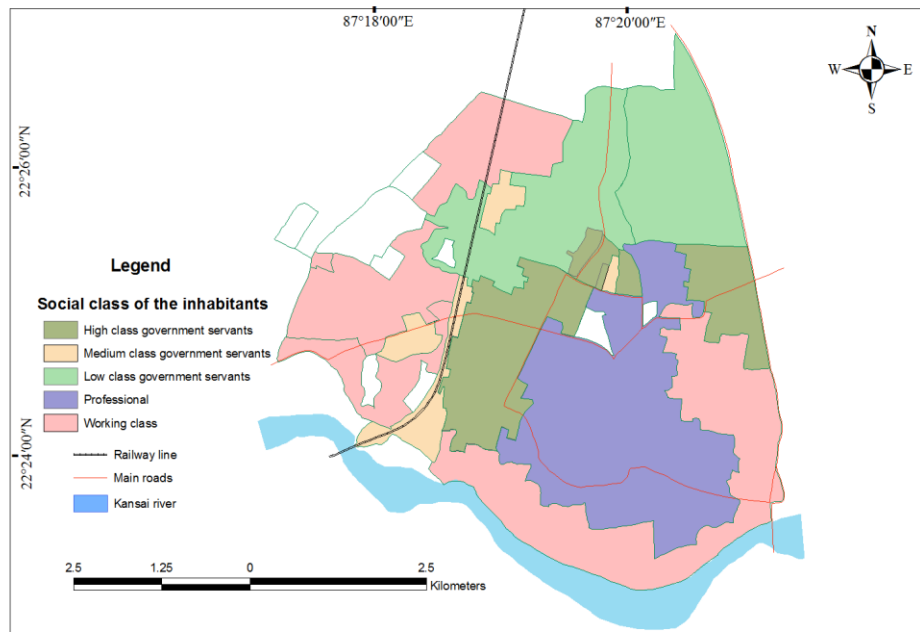 87°18′00″E 87°20′00″E
N
W E
S
22°26′00″N
22°24′00″N
Legend
Social class of the inhabitants
High class government servants
Medium class government servants
Low class government servants
Professional
Working class
Railway line
Main roads
Kansai river
2.5 1.25 0 2.5
Kilometers